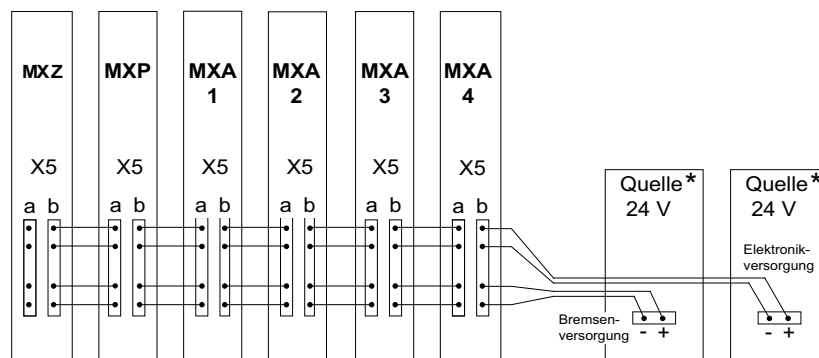 MXZ MXP MXA MXA MXA MXA
1 2 3 4
X5 X5 X5 X5 X5 X5
Quelle* Quelle*
24 V 24 V
a b a b a b a b a b a b
Elektronik-
versorgung
Bremsen-
versorgung
- + - +